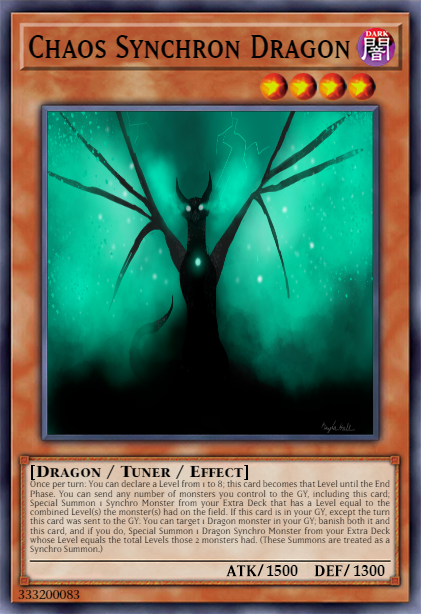 Chaos Synchron Dragon
DARK
闇
[Dragon / Tuner / Effect]
Once per turn: You can declare a Level from 1 to 8; this card becomes that Level until the End
Phase. You can send any number of monsters you control to the GY, including this card;
Special Summon 1 Synchro Monster from your Extra Deck that has a Level equal to the
combined Level(s) the monster(s) had on the field. If this card is in your GY, except the turn
this card was sent to the GY: You can target 1 Dragon monster in your GY; banish both it and
this card, and if you do, Special Summon 1 Dragon Synchro Monster from your Extra Deck
whose Level equals the total Levels those 2 monsters had. (These Summons are treated as a
Synchro Summon.)
ATK/1500 DEF/1300
333200083